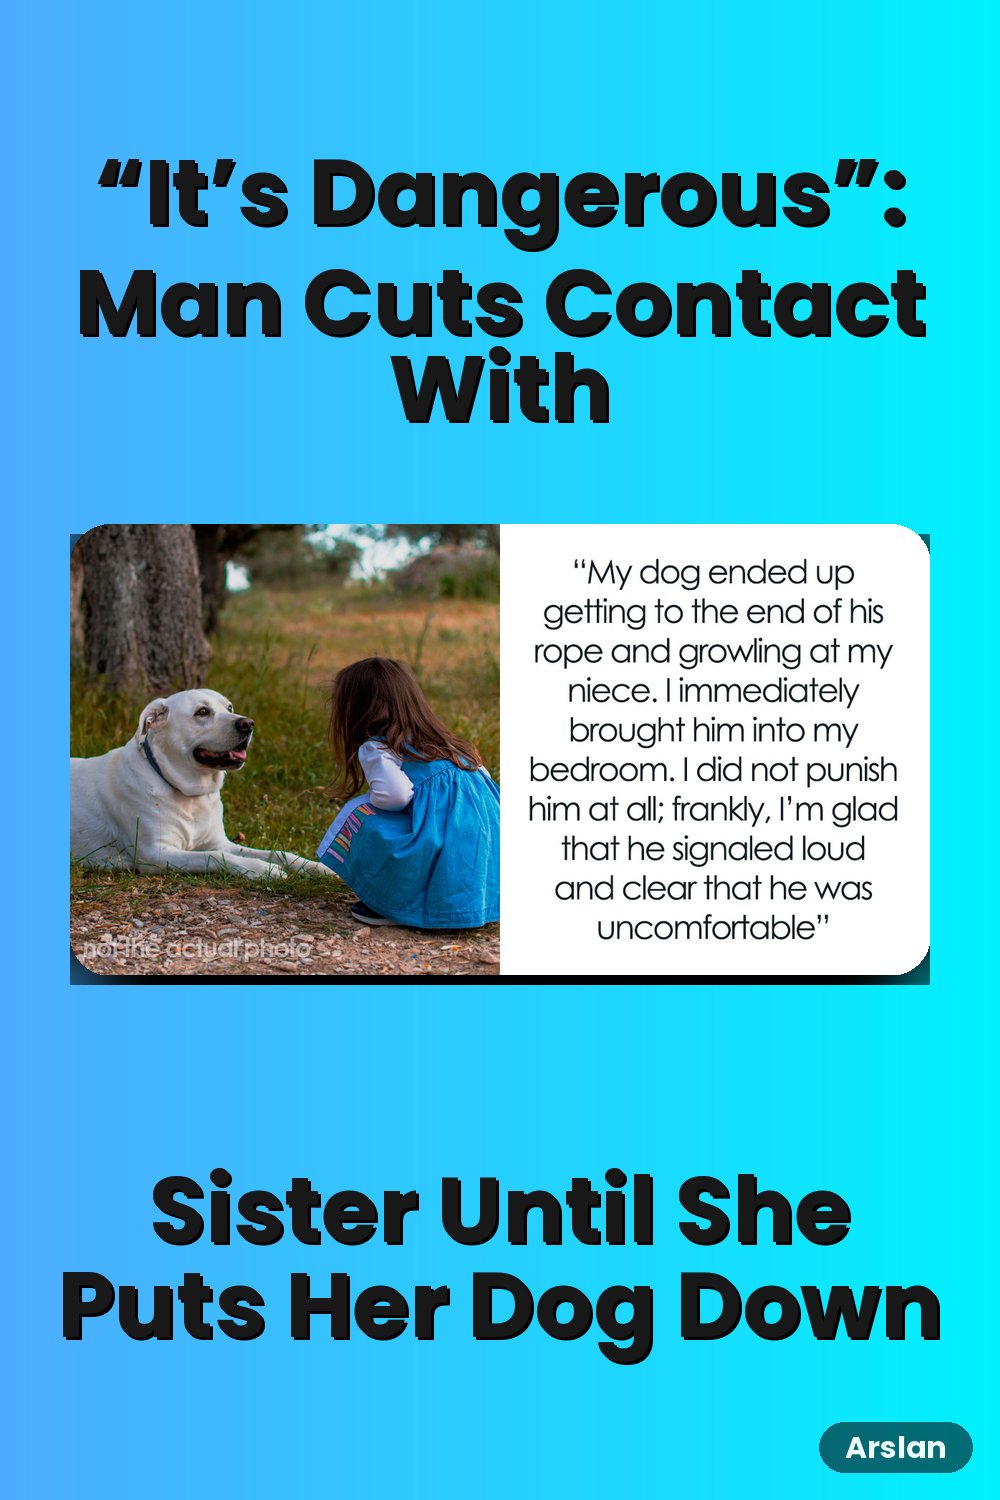 “It’s Dangerous”:
Man Cuts Contact
With
“My dog ended up
getting to the end of his
rope and growling at my
niece. I immediately
brought him into my
bedroom. I did not punish
him at all; frankly, I’m glad
that he signaled loud
and clear that he was
uncomfortable”
not the actual photo
Sister Until She
Puts Her Dog Down
Arslan